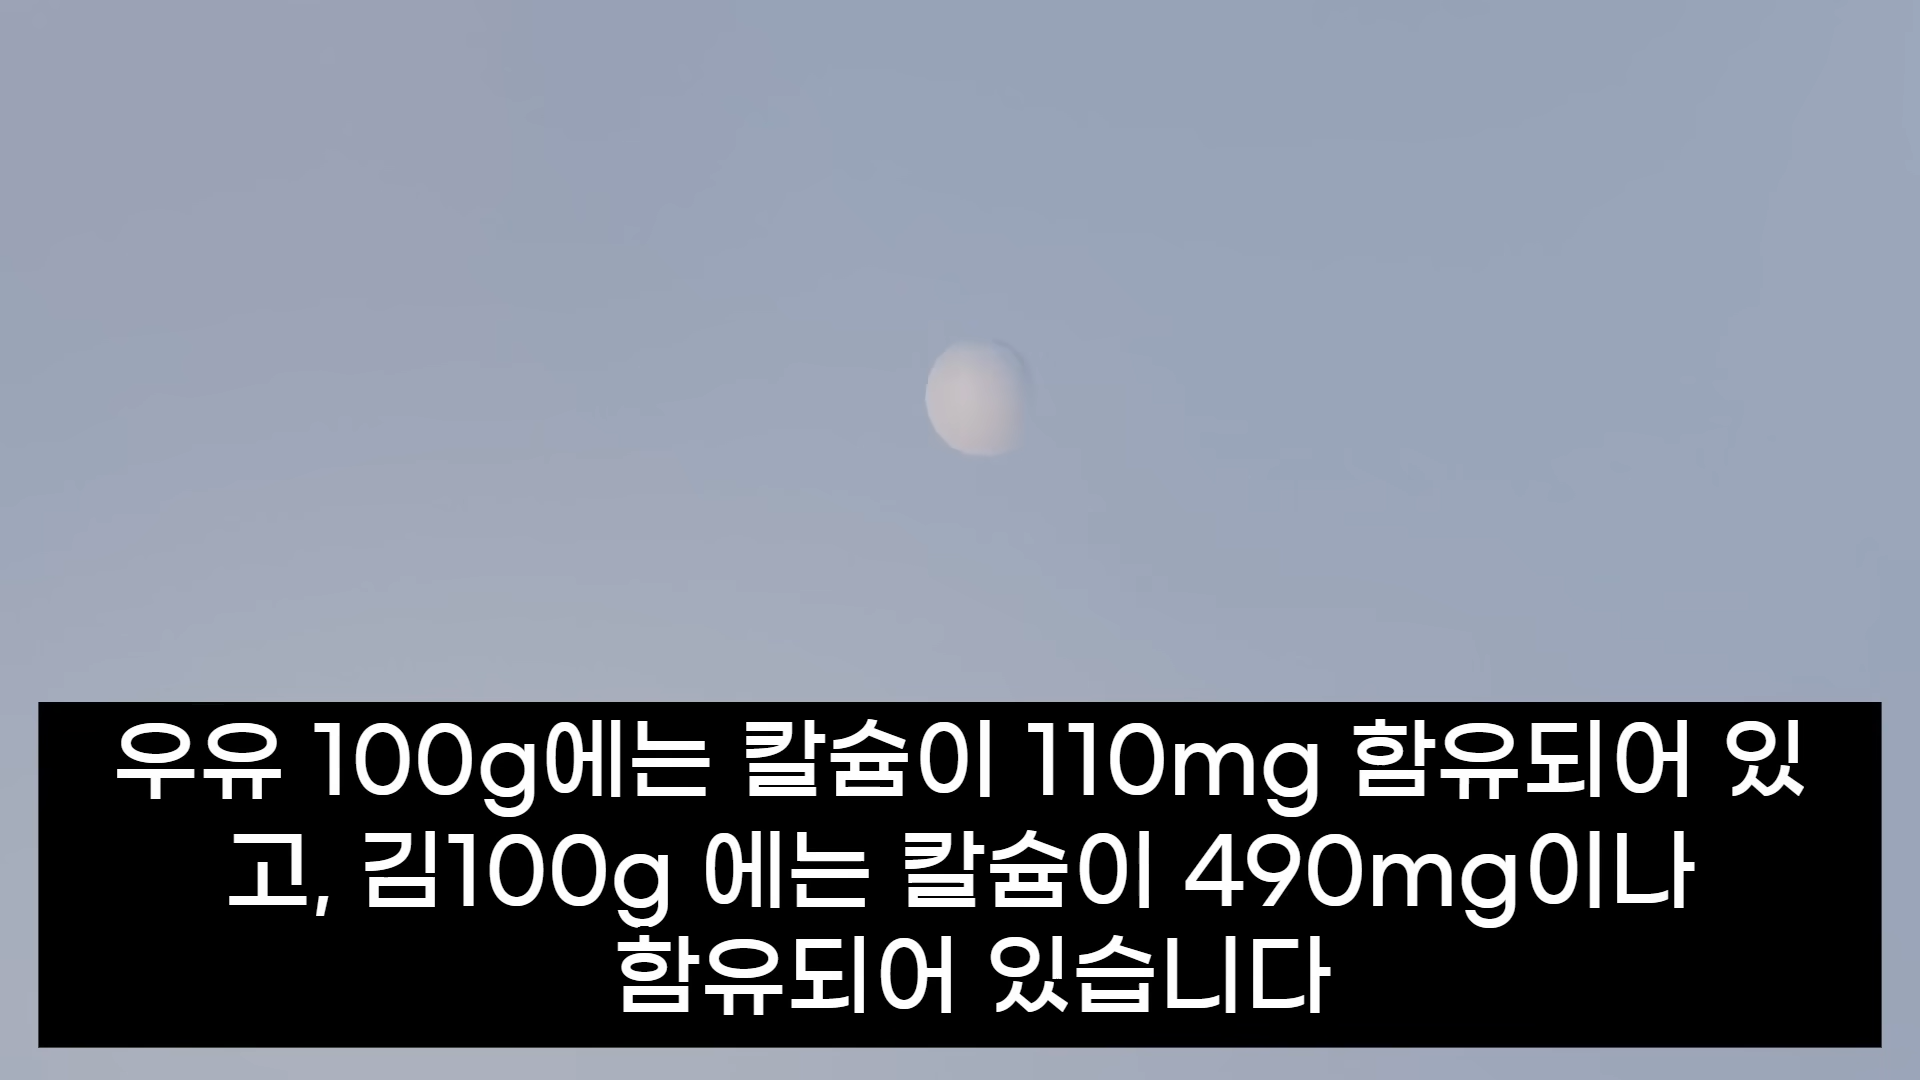 우유 100g에는 칼슘이 110mg 함유되어 있
고, 김100g 에는 칼슘이 490mg이나
함유되어 있습니다